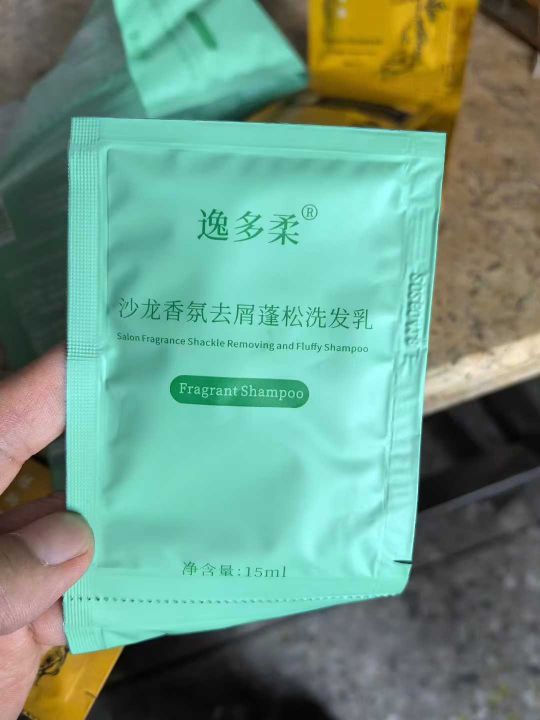 逸多柔®
沙龙香氛去屑蓬松洗发乳
Salon Fragrance Shackle Removing and Fluffy Shampoo
Fragrant Shampoo
净含量:15ml